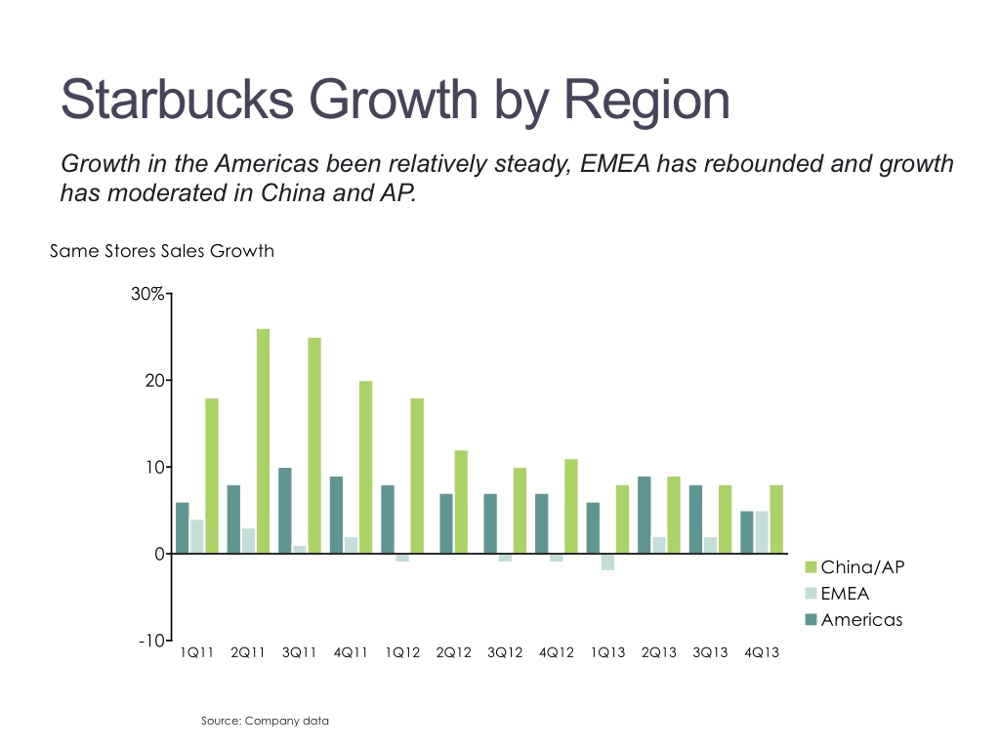 Starbucks Growth by Region
Growth in the Americas been relatively steady, EMEA has rebounded and growth
has moderated in China and AP.
Same Stores Sales Growth
30%
20
10
0
-10
1Q11 2Q11 3Q11 4Q11 1Q12 2Q12 3Q12 4Q12 1Q13 2Q13 3Q13 4Q13
China/AP
EMEA
Americas
Source: Company data